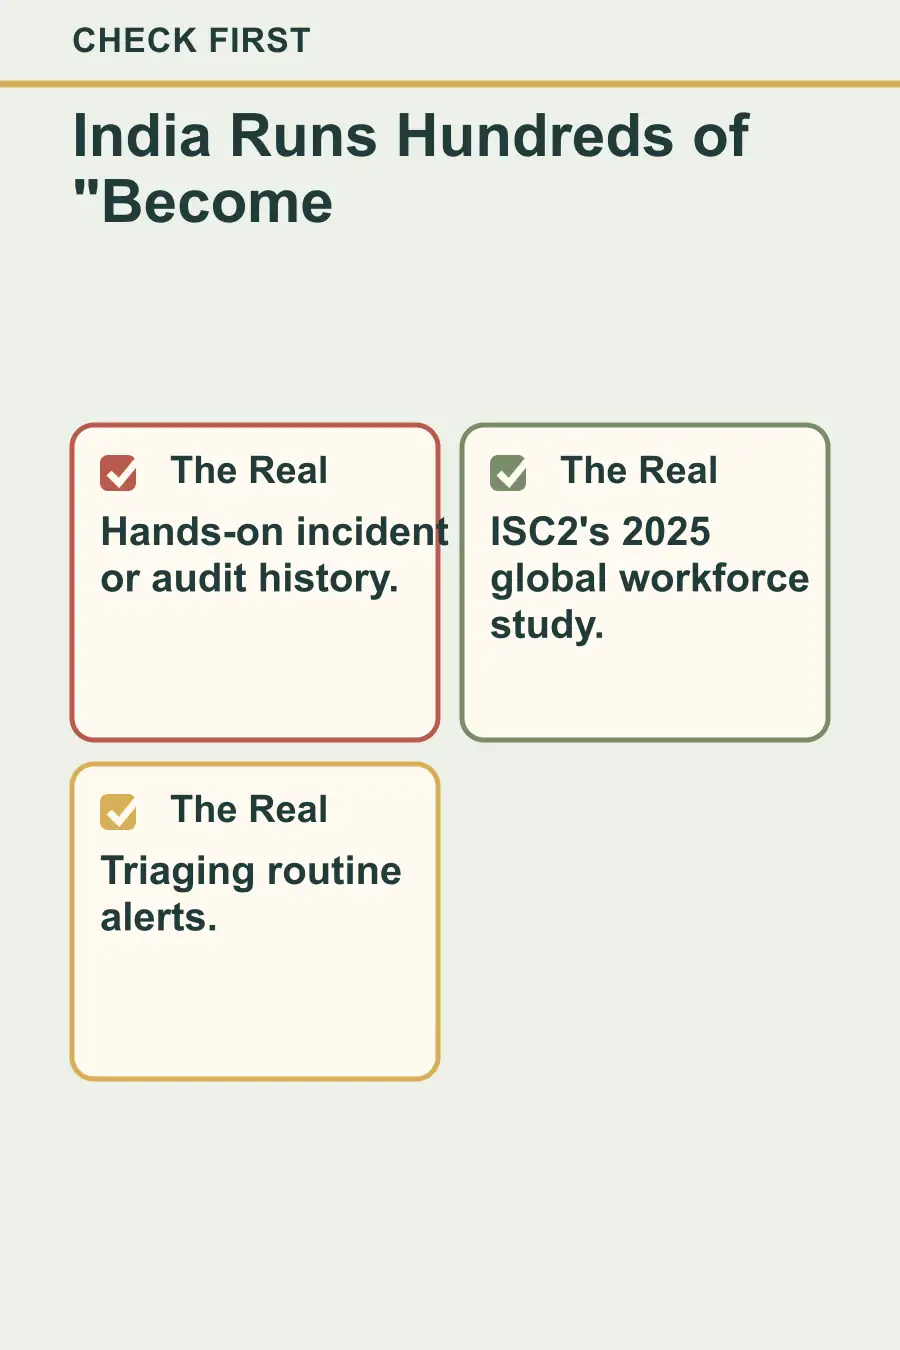 CHECK FIRST
India Runs Hundreds of
"Become
The Real
Hands-on incident
or audit history.
The Real
ISC2's 2025
global workforce
study.
The Real
Triaging routine
alerts.